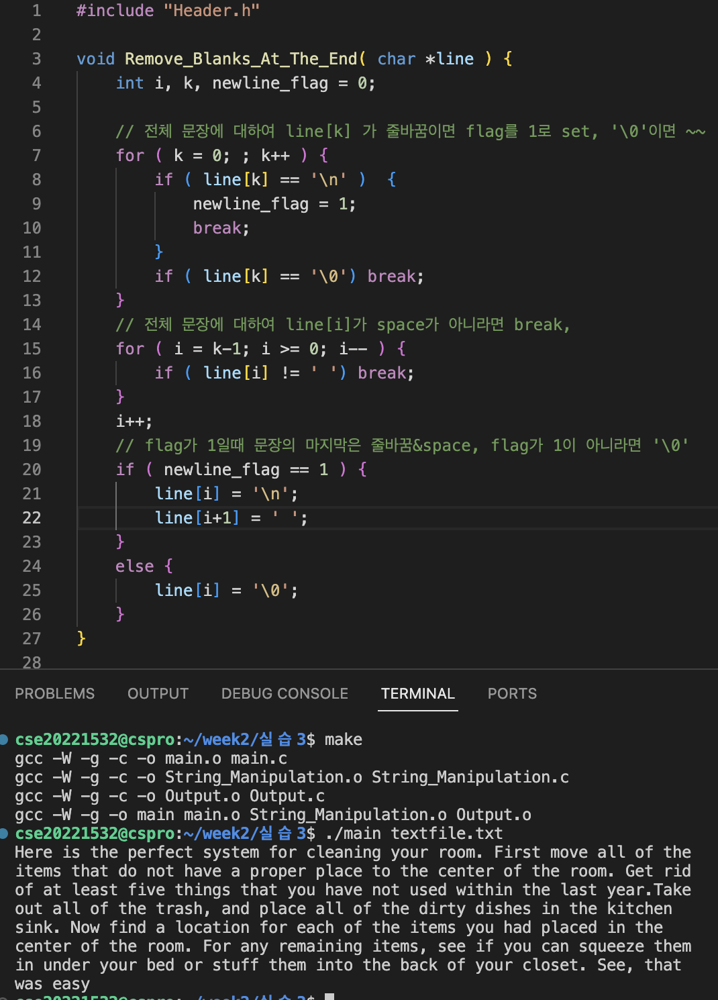 1 #include "Header.h"
2
3 void Remove_Blanks_At_The_End( char *line ) {
4 int i, k, newline_flag = 0;
5
6 // 전체 문장에 대하여 line[k] 가 줄바꿈이면 flag를 1로 set, '\0'이면 ~~
7 for ( k = 0; ; k++ ) {
8 if ( line[k] == '\n' )  {
9 newline_flag = 1;
10 break;
11 }
12 if ( line[k] == '\0') break;
13 }
14 // 전체 문장에 대하여 line[i]가 space가 아니라면 break,
15 for ( i = k-1; i >= 0; i-- ) {
16 if ( line[i] != ' ') break;
17 }
18 i++;
19 // flag가 1일때 문장의 마지막은 줄바꿈&space, flag가 1이 아니라면 '\0'
20 if ( newline_flag == 1 ) {
21 line[i] = '\n';
22 line[i+1] = ' ';
23 }
24 else {
25 line[i] = '\0';
26 }
27 }
28
PROBLEMS OUTPUT DEBUG CONSOLE TERMINAL PORTS
cse20221532@cspro:~/week2/실 습 3$ make
gcc -W -g -c -o main.o main.c
gcc -W -g -c -o String_Manipulation.o String_Manipulation.c
gcc -W -g -c -o Output.o Output.c
gcc -W -g -o main main.o String_Manipulation.o Output.o
cse20221532@cspro:~/week2/실 습 3$ ./main textfile.txt
Here is the perfect system for cleaning your room. First move all of the
items that do not have a proper place to the center of the room. Get rid
of at least five things that you have not used within the last year.Take
out all of the trash, and place all of the dirty dishes in the kitchen
sink. Now find a location for each of the items you had placed in the
center of the room. For any remaining items, see if you can squeeze them
in under your bed or stuff them into the back of your closet. See, that
was easy
cse20221532@cspro:~/week2/실 습 3$